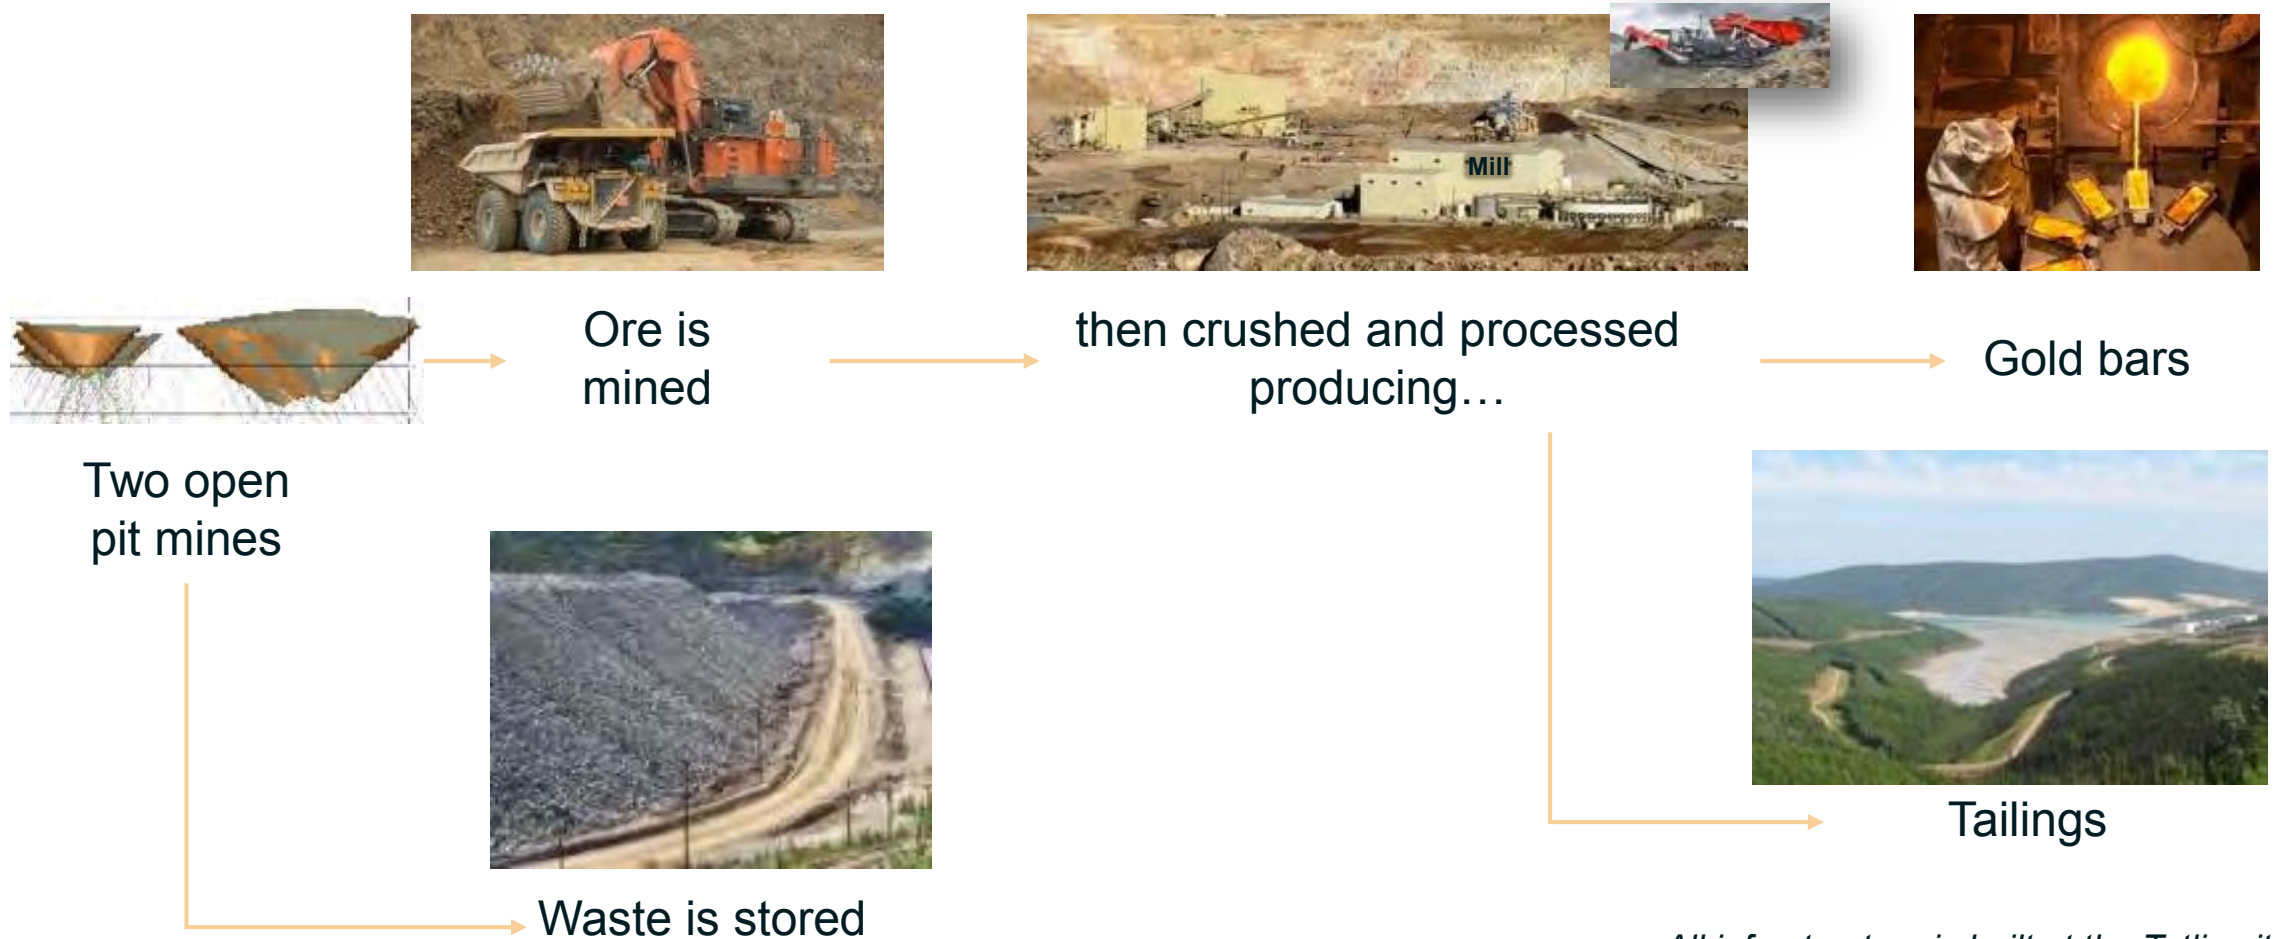 Mill
Ore is
mined
then crushed and processed
producing…
Gold bars
Two open
pit mines
Tailings
Waste is stored